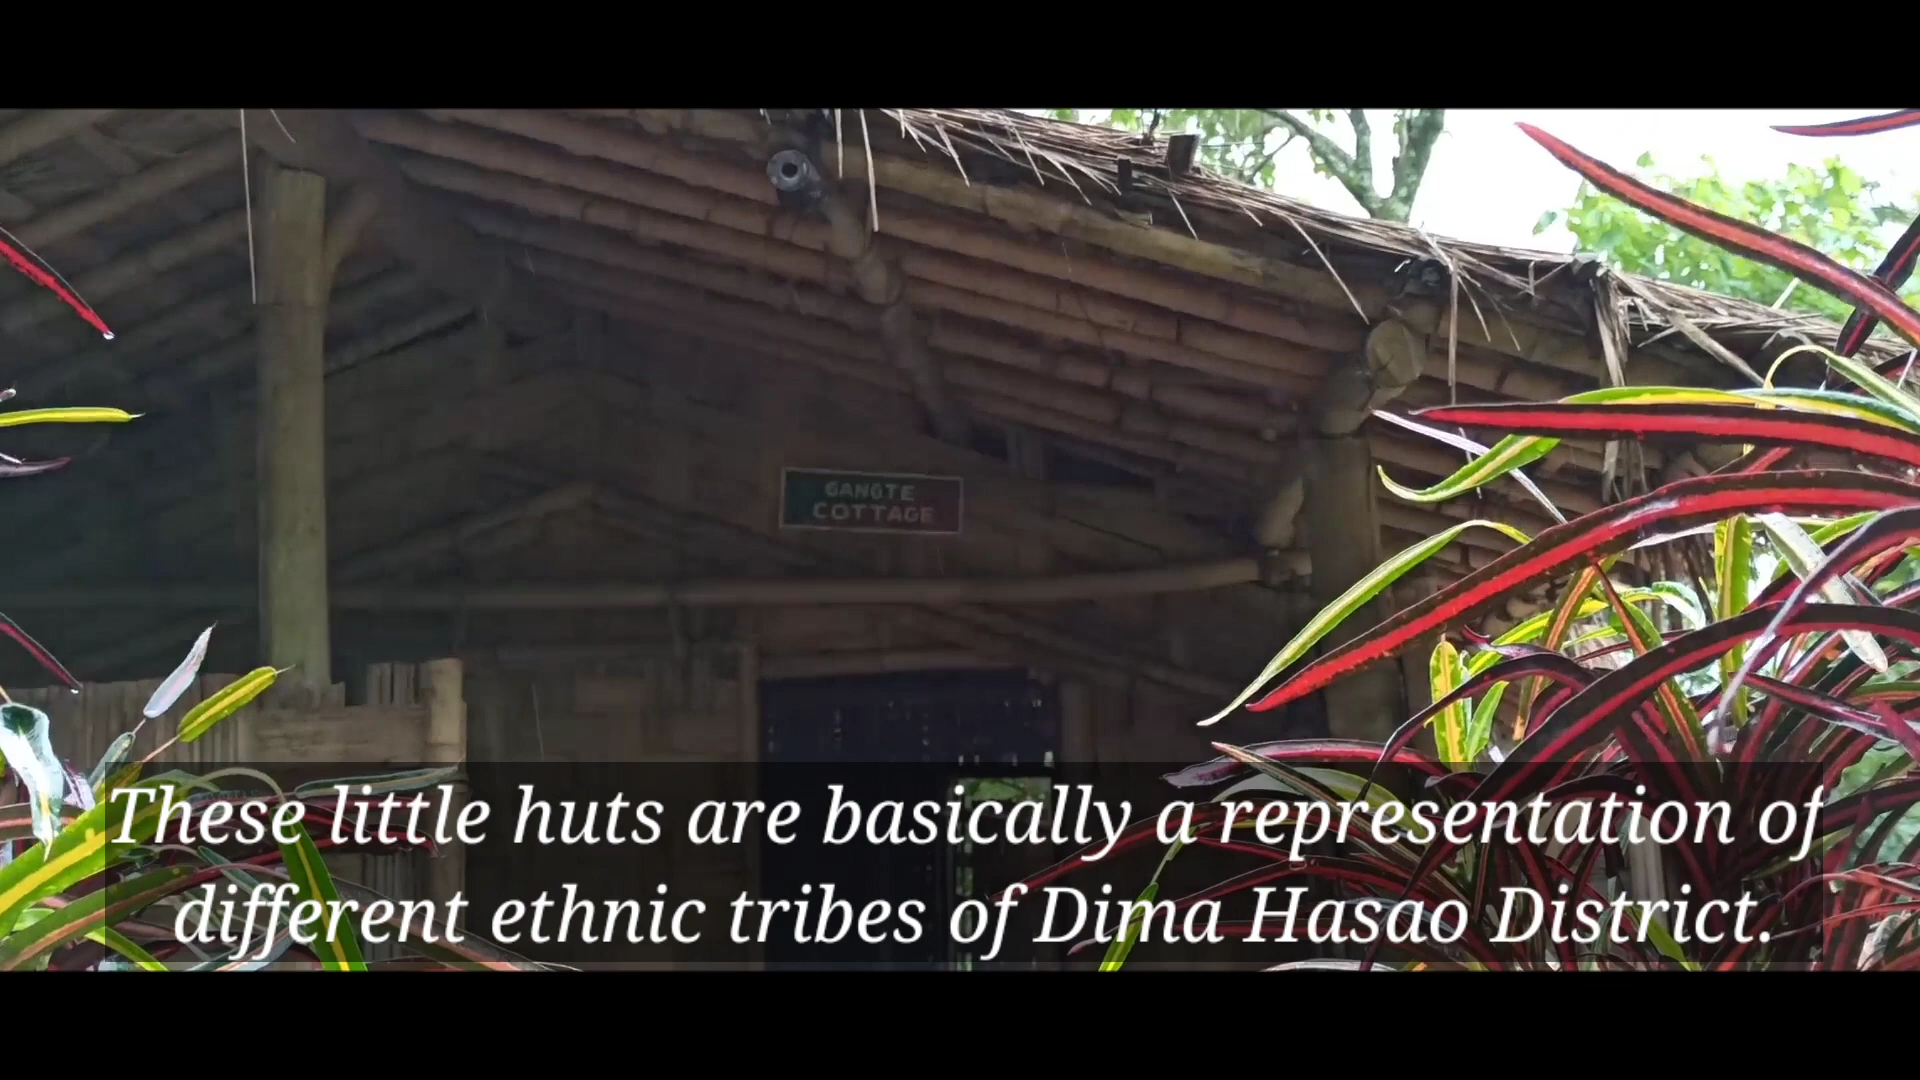 GANGTE
COTTAGE
These little huts are basically a representation of
different ethnic tribes of Dima Hasao District.